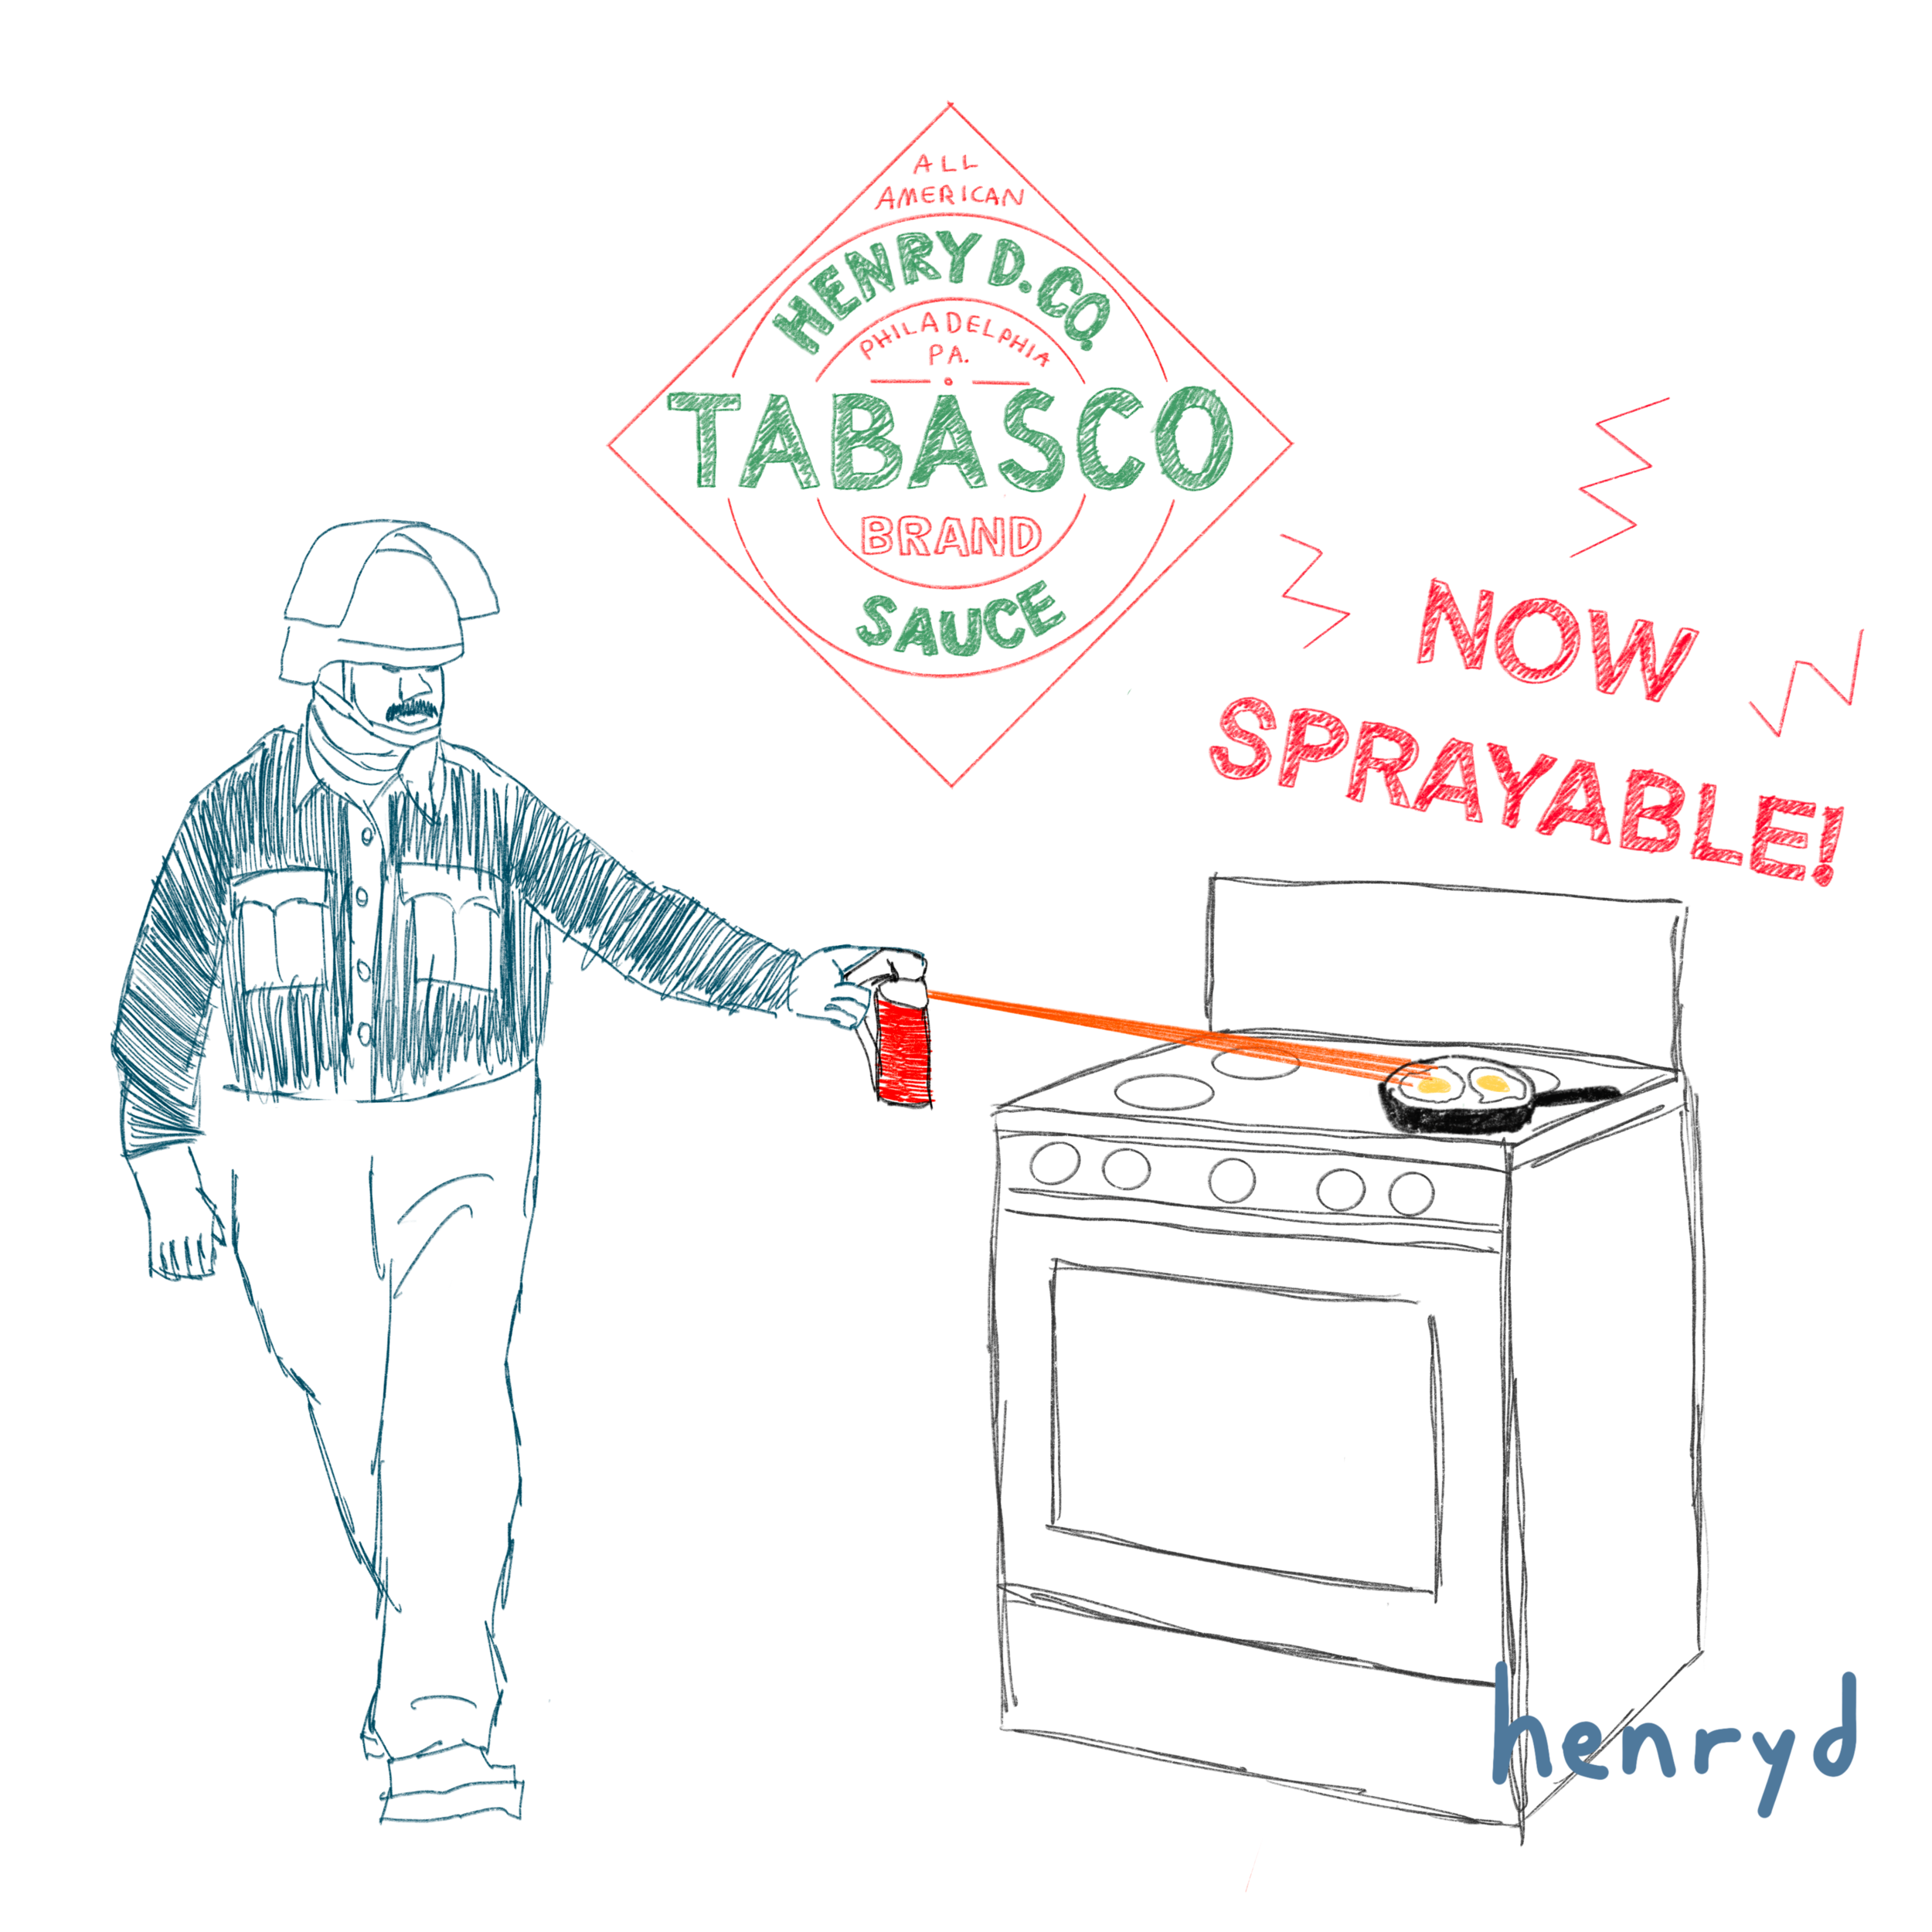 ALL
AMERICAN
HENRY D. CO.
PHILADELPHIA
PA.
TABASCO
BRAND
SAUCE
NOW
SPRAYABLE!
henryd